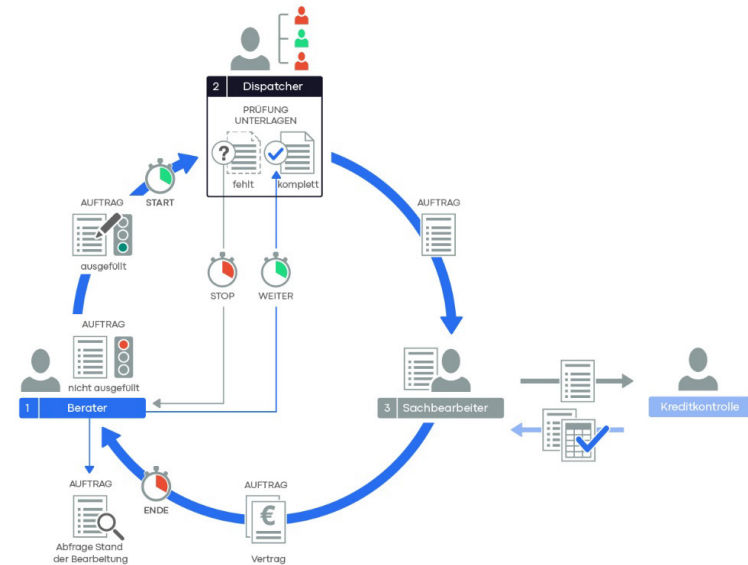 2 Dispatcher
PRÜFUNG
UNTERLAGEN
?
fehlt komplett
START
AUFTRAG
ausgefüllt
AUFTRAG
STOP WEITER
AUFTRAG
nicht ausgefüllt
1 Berater
3 Sachbearbeiter
Kreditkontrolle
AUFTRAG
Abfrage Stand
der Bearbeitung
ENDE
AUFTRAG
€
Vertrag